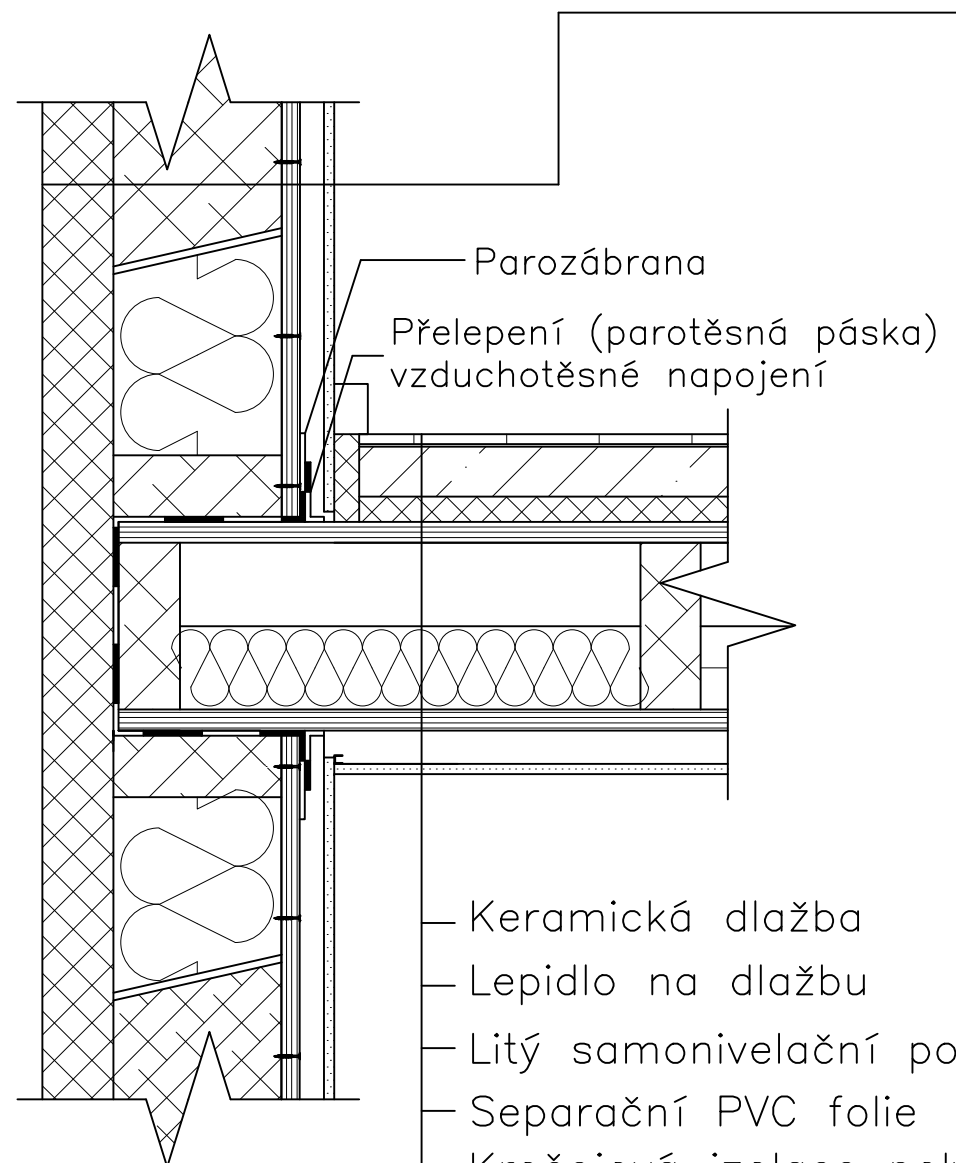 Parozábrana
Přelepení (parotěsná páska)
vzduchotěsné napojení
Keramická dlažba
Lepidlo na dlažbu
Litý samonivelační po
Separační PVC folie